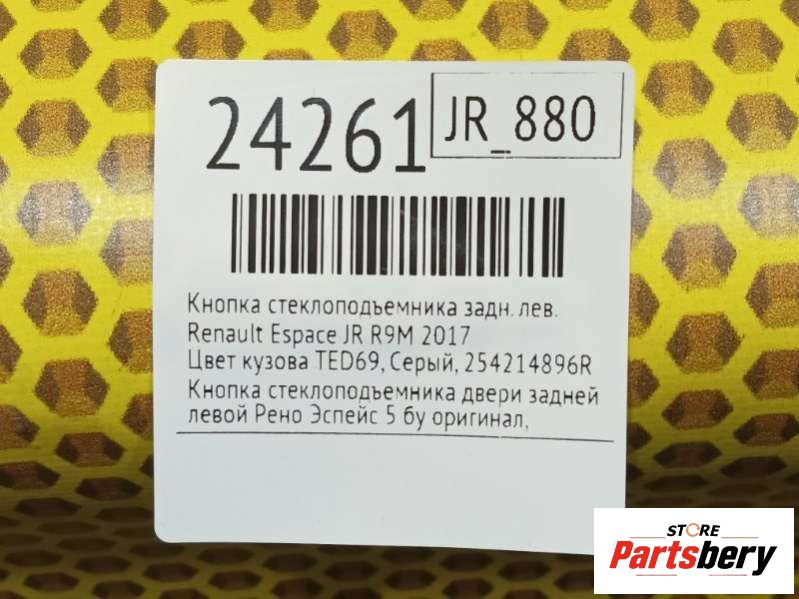 24261
JR_880
Кнопка стеклоподъемника задн. лев.
Renault Espace JR R9M 2017
Цвет кузова TED69, Серый, 254214896R
Кнопка стеклоподъемника двери задней
левой Рено Эспейс 5 бу оригинал,
STORE
Partsbery